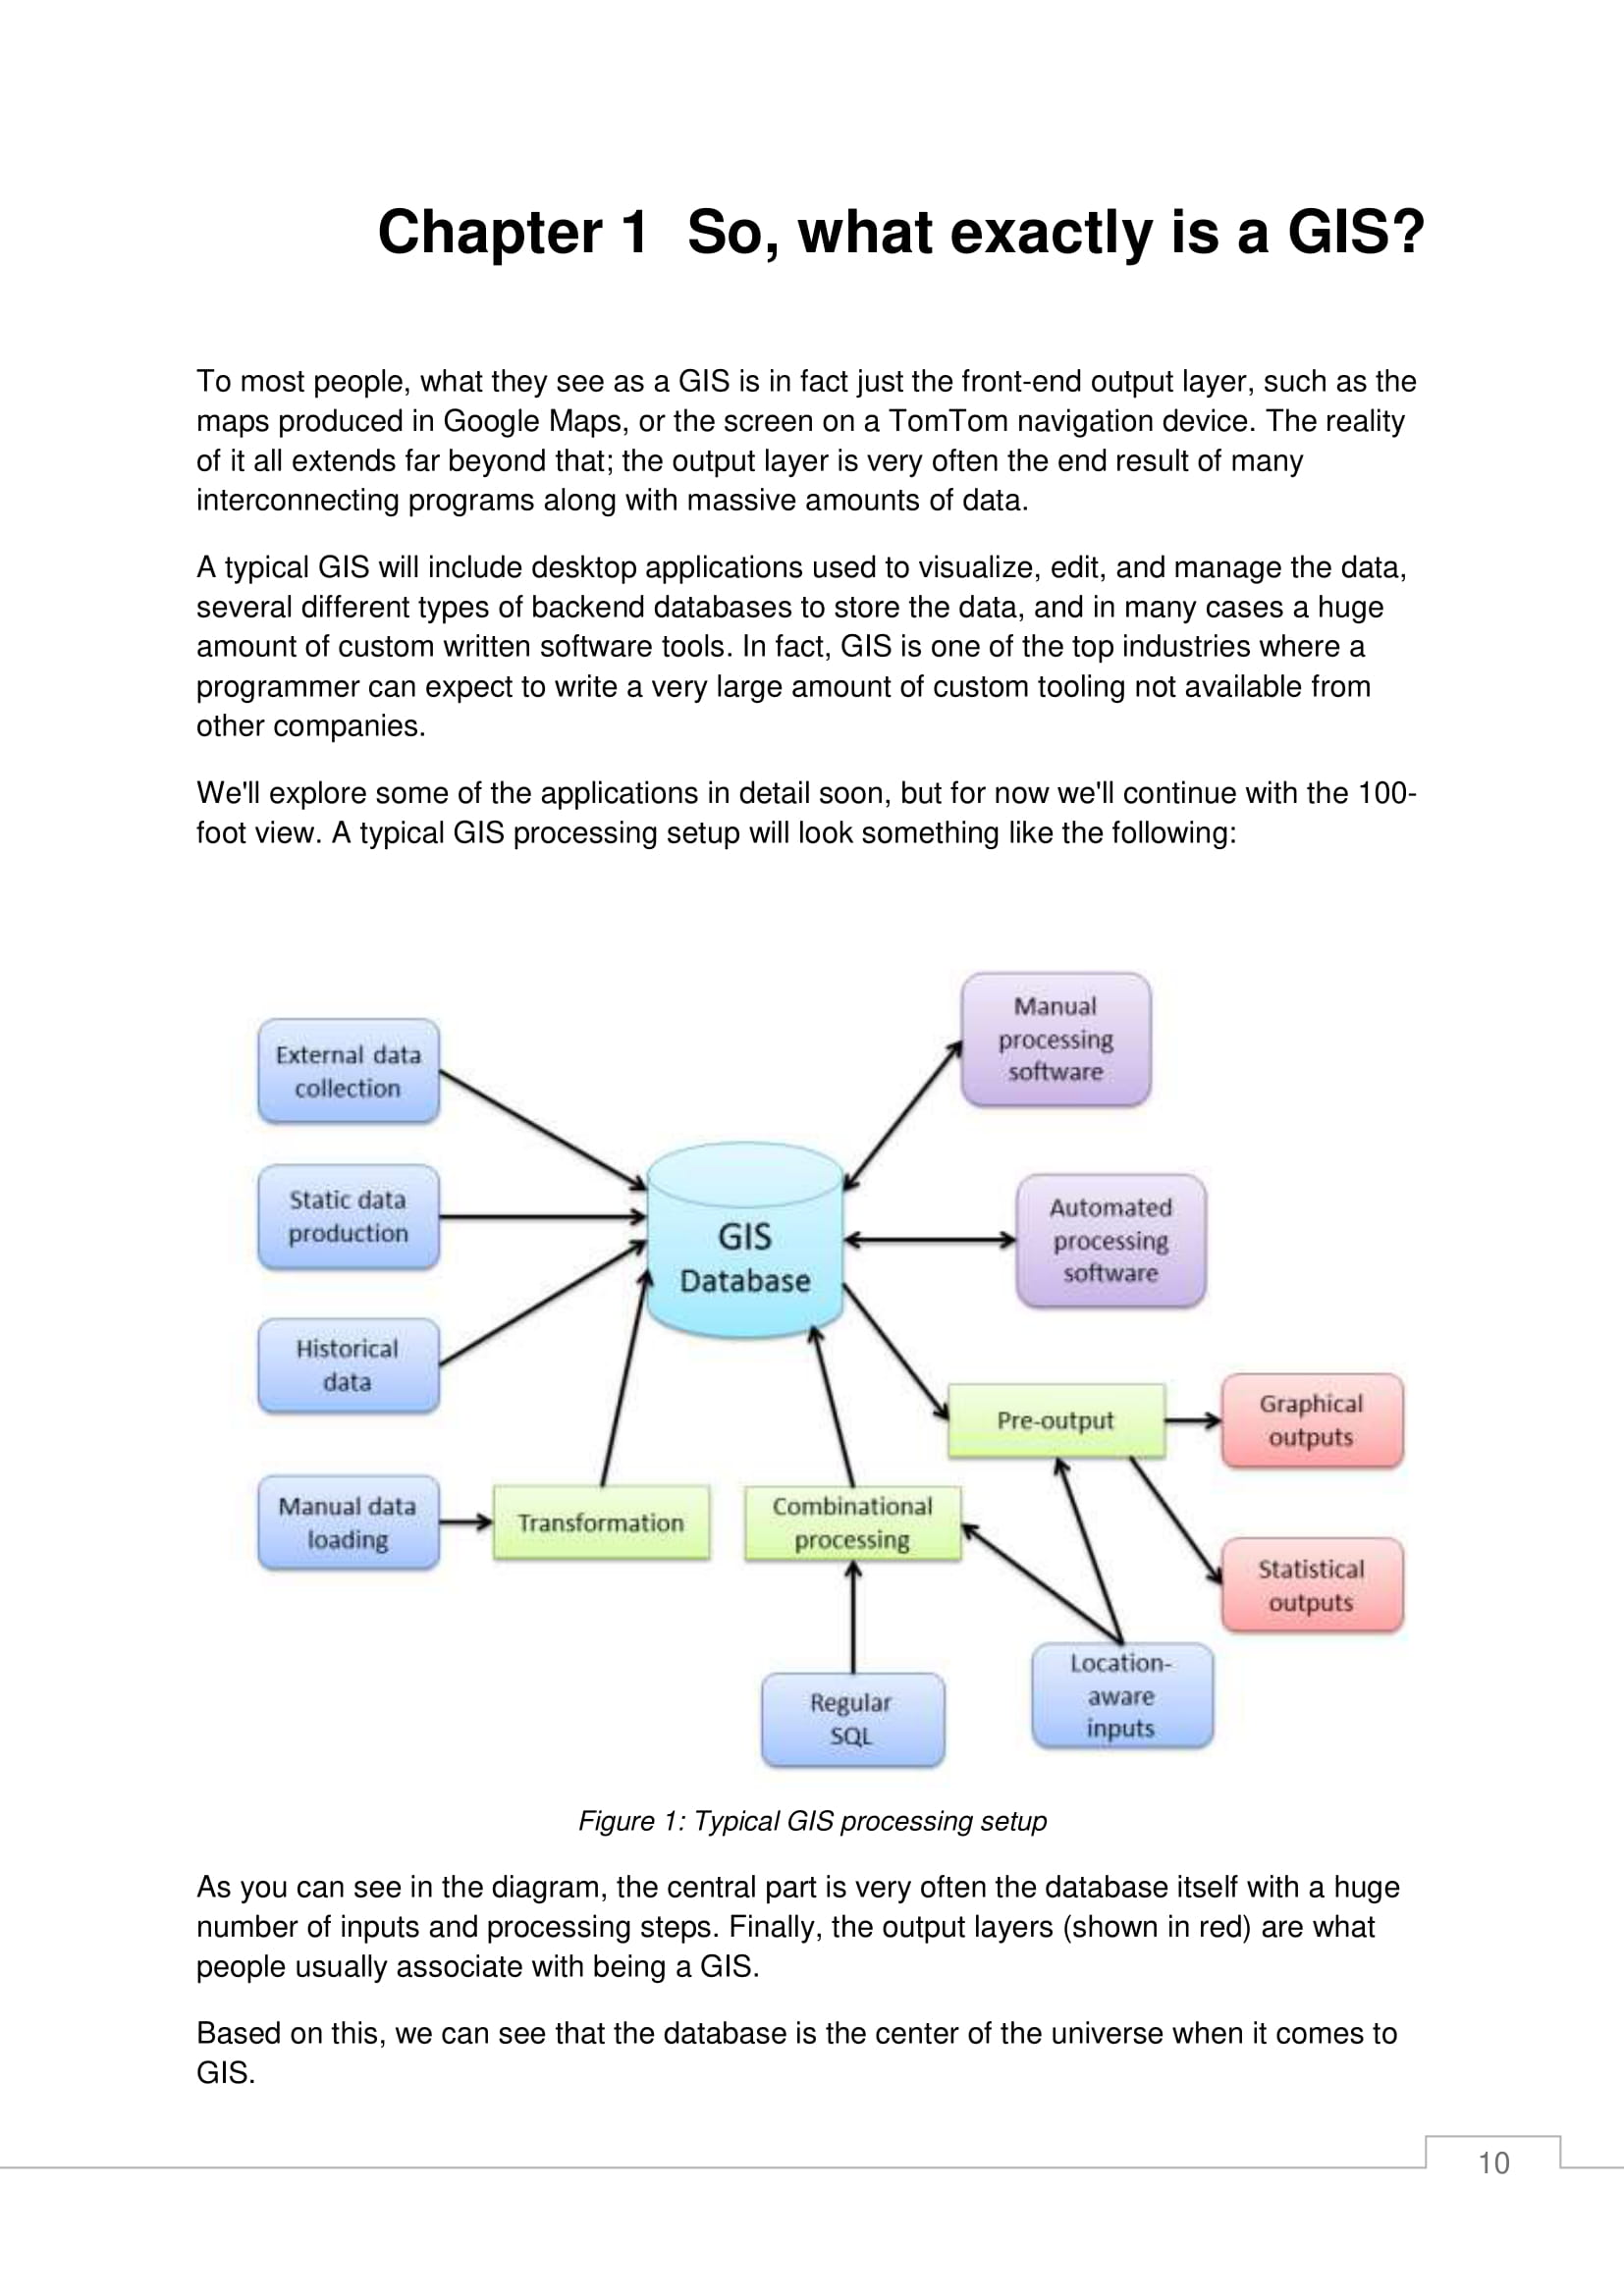 Chapter 1 So, what exactly is a GIS?
To most people, what they see as a GIS is in fact just the front-end output layer, such as the
maps produced in Google Maps, or the screen on a TomTom navigation device. The reality
of it all extends far beyond that; the output layer is very often the end result of many
interconnecting programs along with massive amounts of data.
A typical GIS will include desktop applications used to visualize, edit, and manage the data,
several different types of backend databases to store the data, and in many cases a huge
amount of custom written software tools. In fact, GIS is one of the top industries where a
programmer can expect to write a very large amount of custom tooling not available from
other companies.
We'll explore some of the applications in detail soon, but for now we'll continue with the 100-
foot view. A typical GIS processing setup will look something like the following:
External data
collection
Static data
production
Historical
data
Manual data
loading
Transformation
GIS
Database
Manual
processing
software
Automated
processing
software
Pre-output
Graphical
outputs
Combinational
processing
Statistical
outputs
Regular
SQL
Location-
aware
inputs
Figure 1: Typical GIS processing setup
As you can see in the diagram, the central part is very often the database itself with a huge
number of inputs and processing steps. Finally, the output layers (shown in red) are what
people usually associate with being a GIS.
Based on this, we can see that the database is the center of the universe when it comes to
GIS.
10